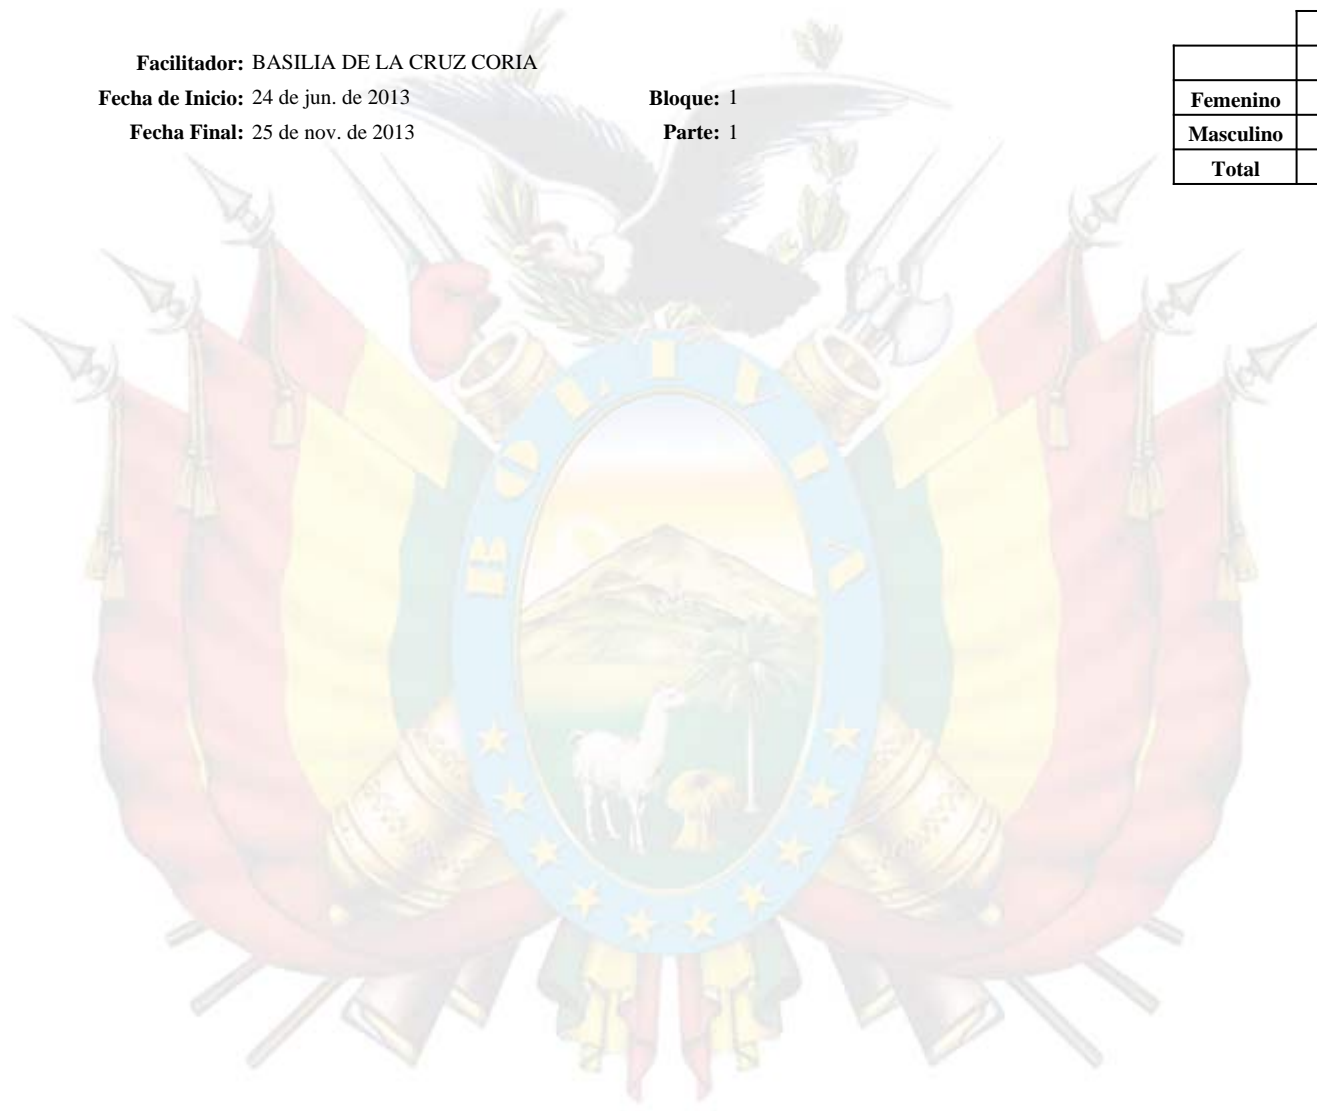 Facilitador: BASILIA DE LA CRUZ CORIA
Fecha de Inicio: 24 de jun. de 2013 Bloque: 1
Fecha Final: 25 de nov. de 2013 Parte: 1
Femenino
Masculino
Total
BOLIVIA